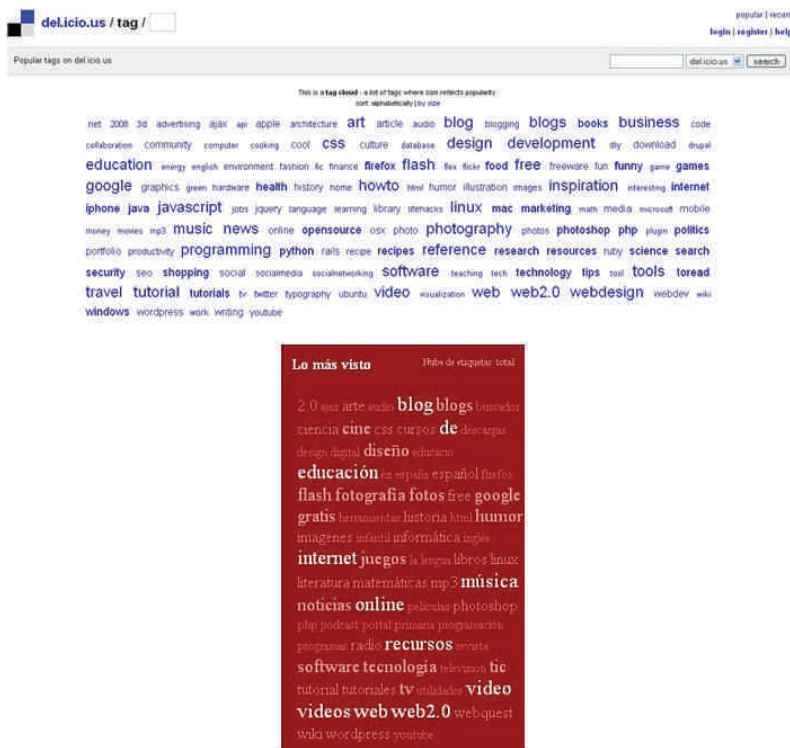 del.icio.us / tag /
popular | recen
login | register | help
Popular tags on del.icio.us
del.icio.us search
This is a tag cloud - a list of tags where size reflects popularity.
sort: alphabetically | by size
.net 2008 3d advertising ajax api apple architecture art article audio blog blogging blogs books business code
collaboration community computer cooking cool css culture database design development diy download drupal
education energy english environment fashion fic finance firefox flash flex flickr food free freeware fun funny game games
google graphics green hardware health history home howto html humor illustration images inspiration interesting internet
iphone java javascript jobs jquery language learning library lifehacks linux mac marketing math media microsoft mobile
money movies mp3 music news online opensource osx photo photography photos photoshop php plugin politics
portfolio productivity programming python rails recipe recipes reference research resources ruby science search
security seo shopping social socialmedia socialnetworking software teaching tech technology tips tool tools toread
travel tutorial tutorials tv twitter typography ubuntu video visualization web web2.0 webdesign webdev wiki
windows wordpress work writing youtube
Lo más visto Nube de etiquetas total
2.0 ajax arte audio blog blogs buscador
ciencia cine css cursos de descargas
design digital diseño educacio
educación en españa español firefox
flash fotografia fotos free google
gratis herramientas historia html humor
imagenes infantil informática inglés
internet juegos la lengua libros linux
literatura matemáticas mp3 música
noticias online peliculas photoshop
php podcast portal primaria programación
programas radio recursos revista
software tecnologia television tic
tutorial tutoriales tv utilidades video
videos web web2.0 webquest
wiki wordpress youtube